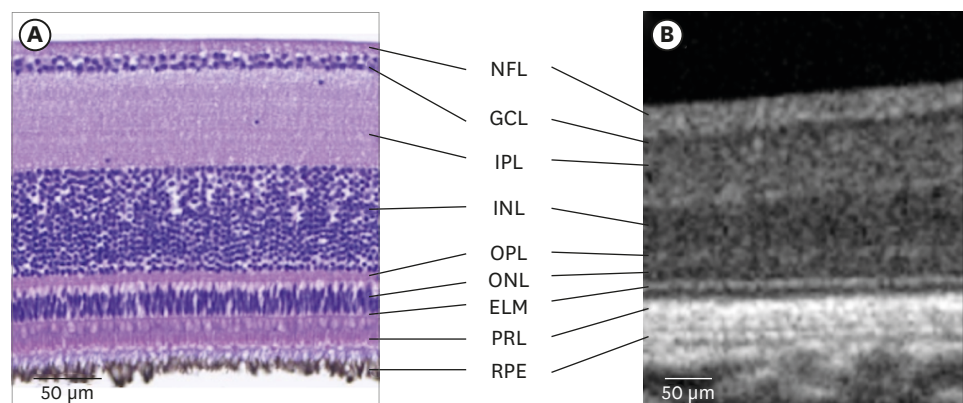 A
B
NFL
GCL
IPL
INL
OPL
ONL
ELM
PRL
RPE
50 µm
50 µm